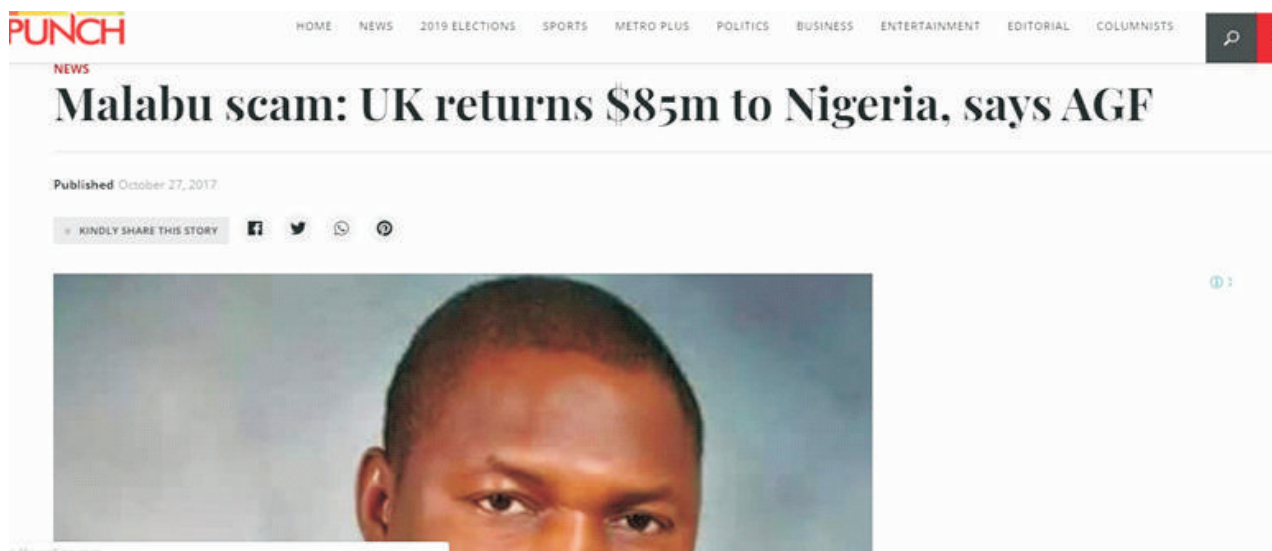 PUNCH
HOME NEWS 2019 ELECTIONS SPORTS METRO PLUS POLITICS BUSINESS ENTERTAINMENT EDITORIAL COLUMNISTS
NEWS
Malabu scam: UK returns $85m to Nigeria, says AGF
Published October 27, 2017
KINDLY SHARE THIS STORY